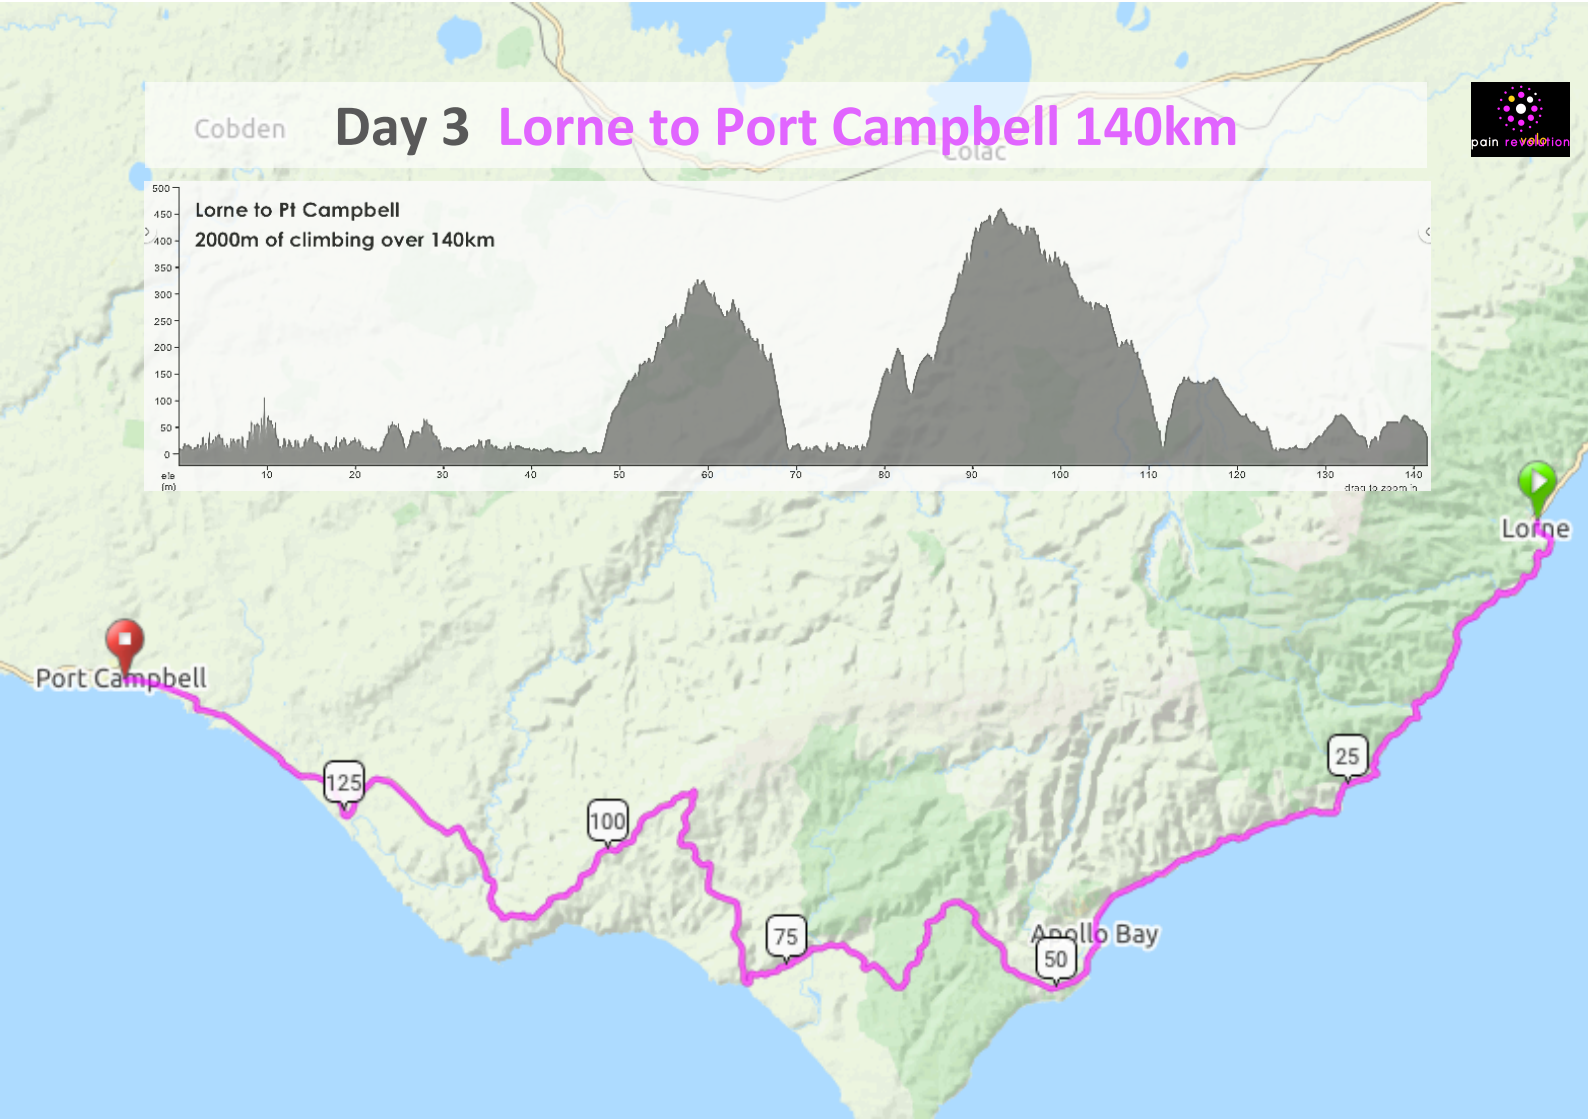 Cobden
Day 3 Lorne to Port Campbell 140km
Colac
pain revolution
velo
Lorne to Pt Campbell
2000m of climbing over 140km
500
450
400
350
300
250
200
150
100
50
0
ele
(m)
10 20 30 40 50 60 70 80 90 100 110 120 130 140
drag to zoom in
Lorne
Port Campbell
25
125
100
75
Apollo Bay
50